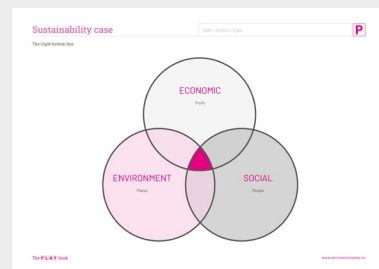 Sustainability case
Date / Author / Topic
P
The triple bottom line
ECONOMIC
Profit
ENVIRONMENT
Planet
SOCIAL
People
The PLAY book